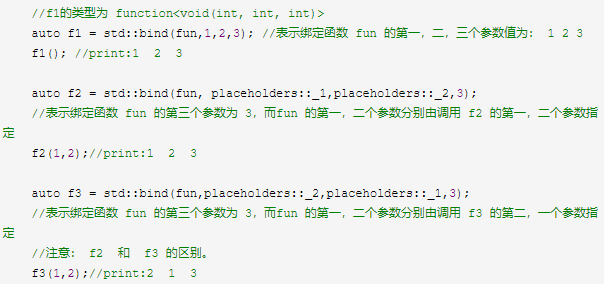 //f1的类型为 function<void(int, int, int)>
auto f1 = std::bind(fun,1,2,3); //表示绑定函数 fun 的第一，二，三个参数值为： 1 2 3
f1(); //print:1  2  3
auto f2 = std::bind(fun, placeholders::_1,placeholders::_2,3);
//表示绑定函数 fun 的第三个参数为 3，而fun 的第一，二个参数分别由调用 f2 的第一，二个参数指
定
f2(1,2);//print:1  2  3
auto f3 = std::bind(fun,placeholders::_2,placeholders::_1,3);
//表示绑定函数 fun 的第三个参数为 3，而fun 的第一，二个参数分别由调用 f3 的第二，一个参数指
定
//注意： f2  和  f3 的区别。
f3(1,2);//print:2  1  3